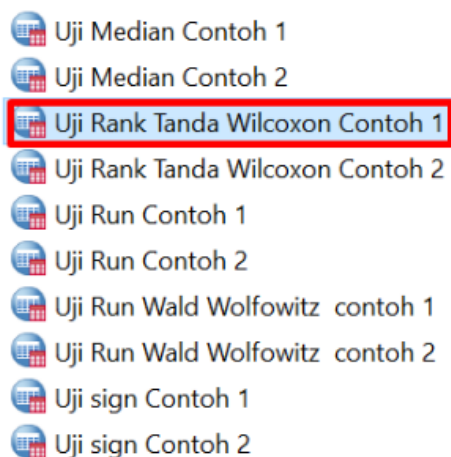 Uji Median Contoh 1
Uji Median Contoh 2
Uji Rank Tanda Wilcoxon Contoh 1
Uji Rank Tanda Wilcoxon Contoh 2
Uji Run Contoh 1
Uji Run Contoh 2
Uji Run Wald Wolfowitz  contoh 1
Uji Run Wald Wolfowitz  contoh 2
Uji sign Contoh 1
Uji sign Contoh 2